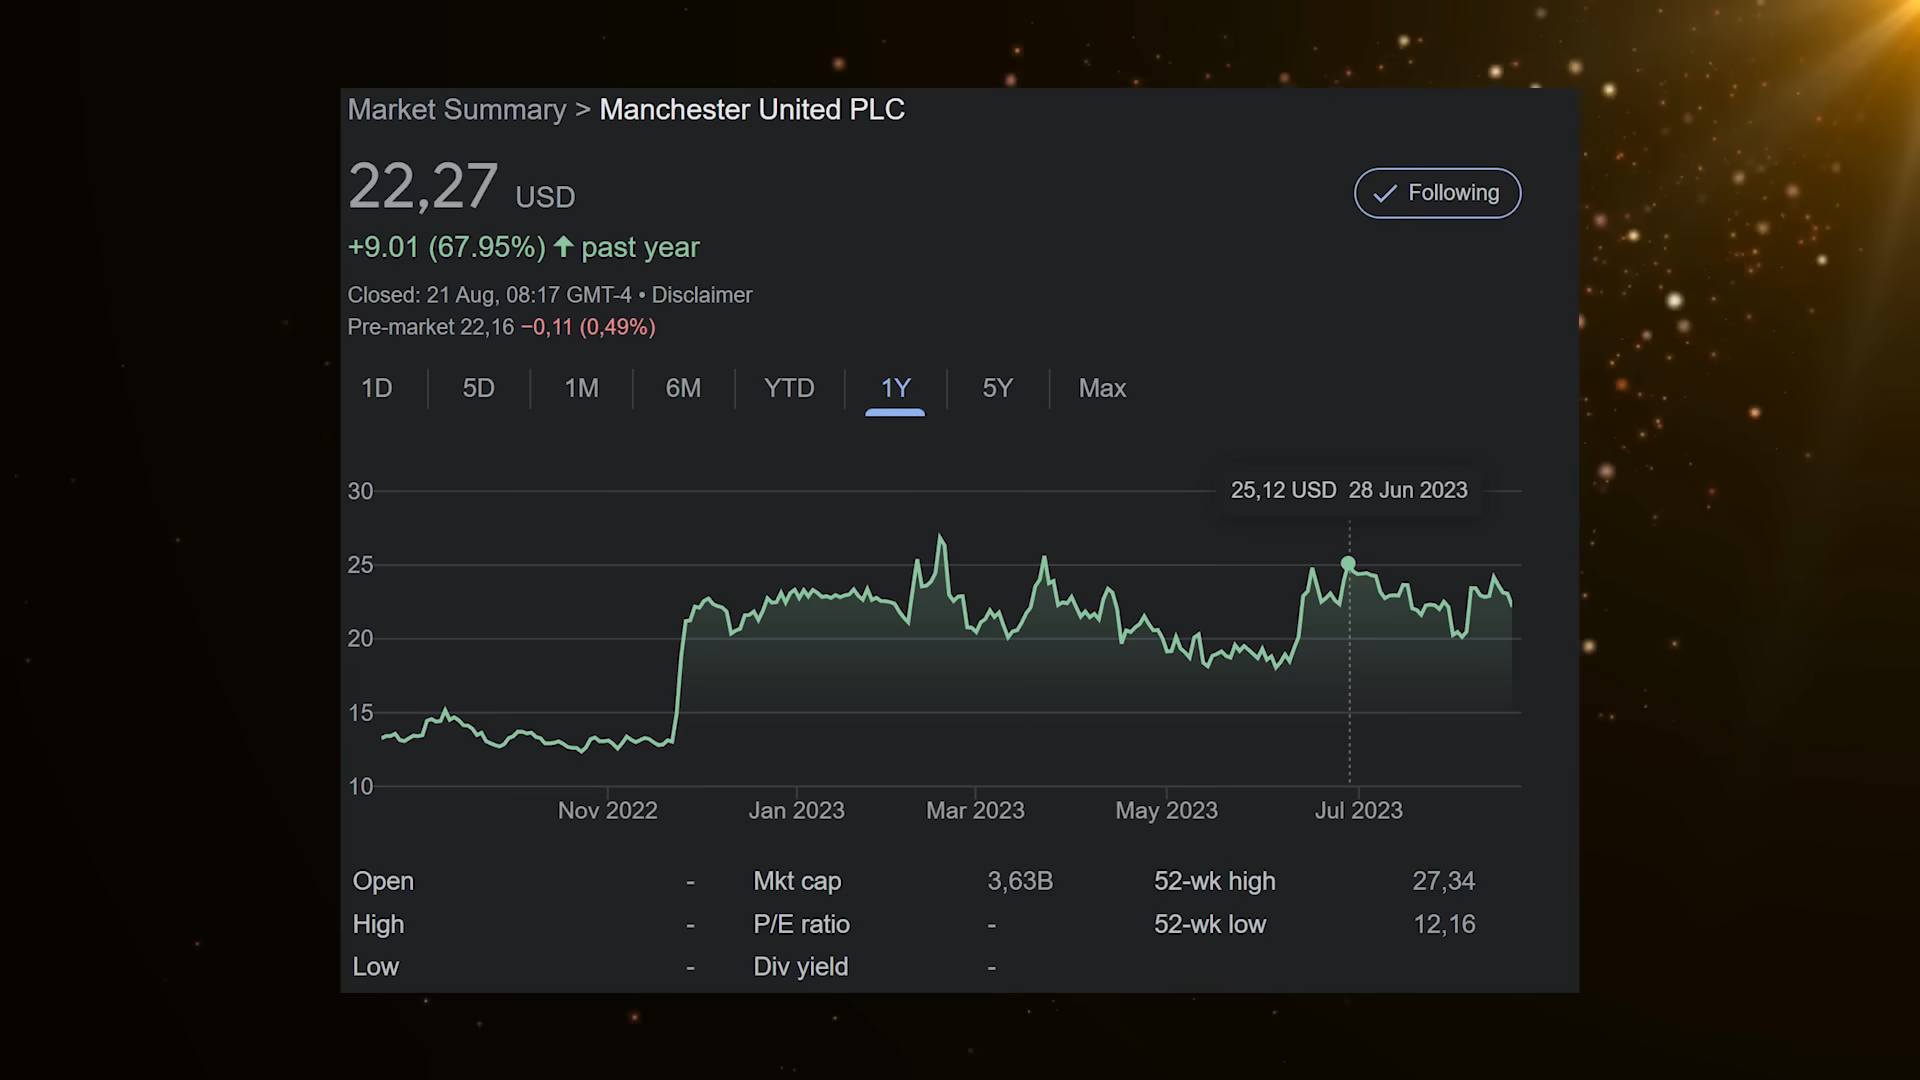 Market Summary > Manchester United PLC
22,27 USD
Following
+9.01 (67.95%) ↑ past year
Closed: 21 Aug, 08:17 GMT-4 • Disclaimer
Pre-market 22,16 −0,11 (0,49%)
1D 5D 1M 6M YTD 1Y 5Y Max
25,12 USD 28 Jun 2023
30
25
20
15
10
Nov 2022 Jan 2023 Mar 2023 May 2023 Jul 2023
Open - Mkt cap 3,63B 52-wk high 27,34
High - P/E ratio - 52-wk low 12,16
Low - Div yield -